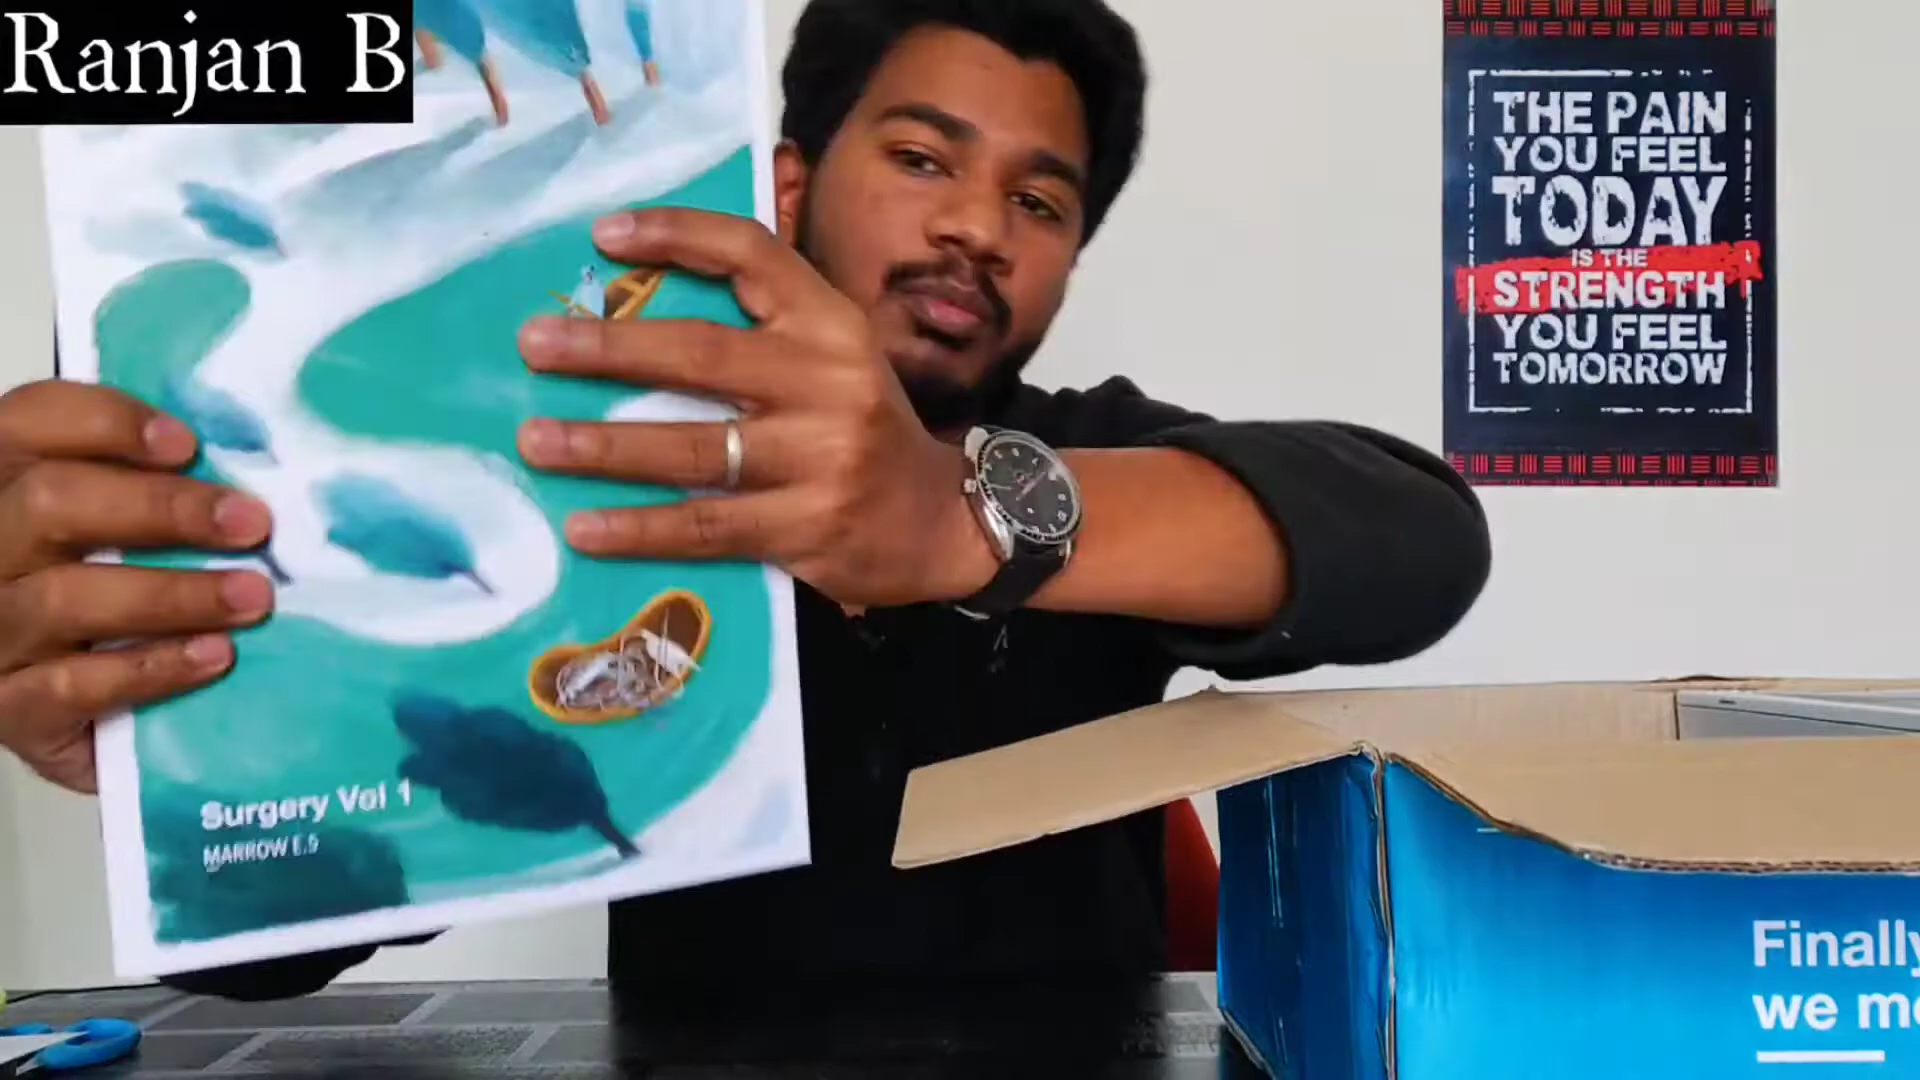 Ranjan B
THE PAIN
YOU FEEL
TODAY
IS THE
STRENGTH
YOU FEEL
TOMORROW
Surgery Vol 1
MARROW E.5
Finally
we